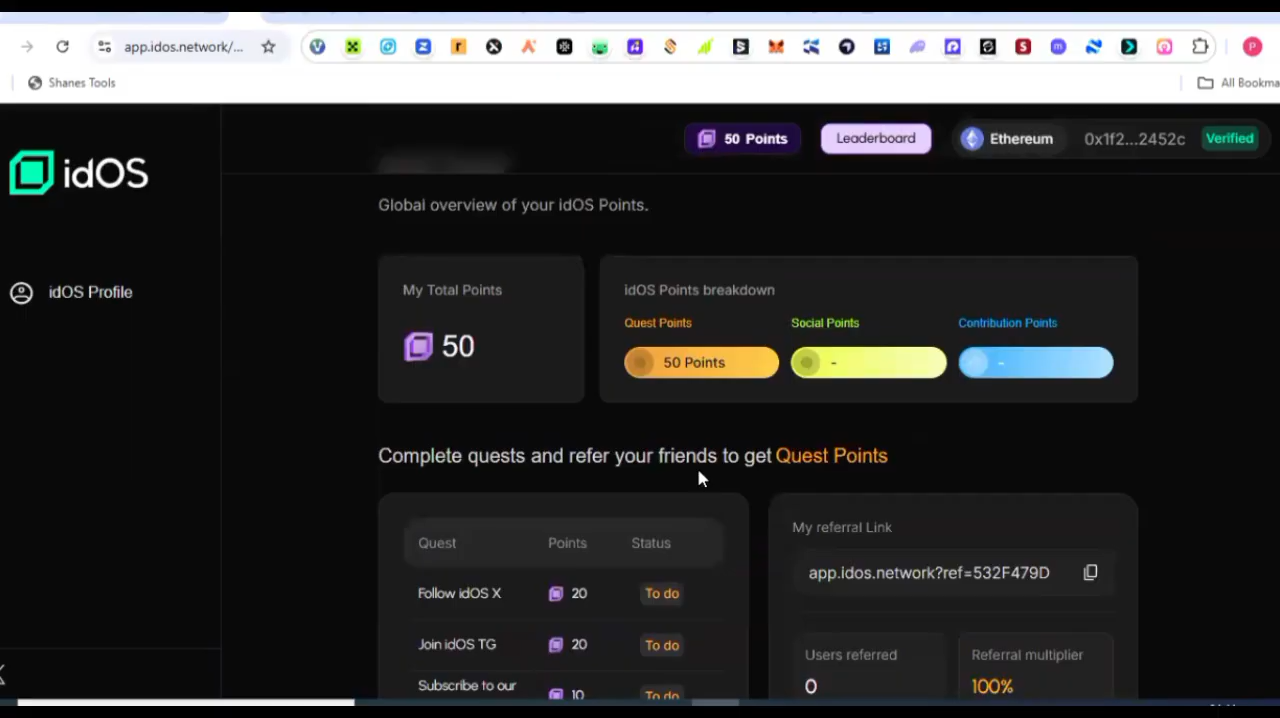 app.idos.network/...
Shanes Tools
All Bookma
idOS
50 Points
Leaderboard
Ethereum
0x1f2...2452c
Verified
Global overview of your idOS Points.
idOS Profile
My Total Points
50
idOS Points breakdown
Quest Points
Social Points
Contribution Points
50 Points
-
-
Complete quests and refer your friends to get Quest Points
Quest
Points
Status
Follow idOS X
20
To do
Join idOS TG
20
To do
Subscribe to our
10
To do
My referral Link
app.idos.network?ref=532F479D
Users referred
0
Referral multiplier
100%